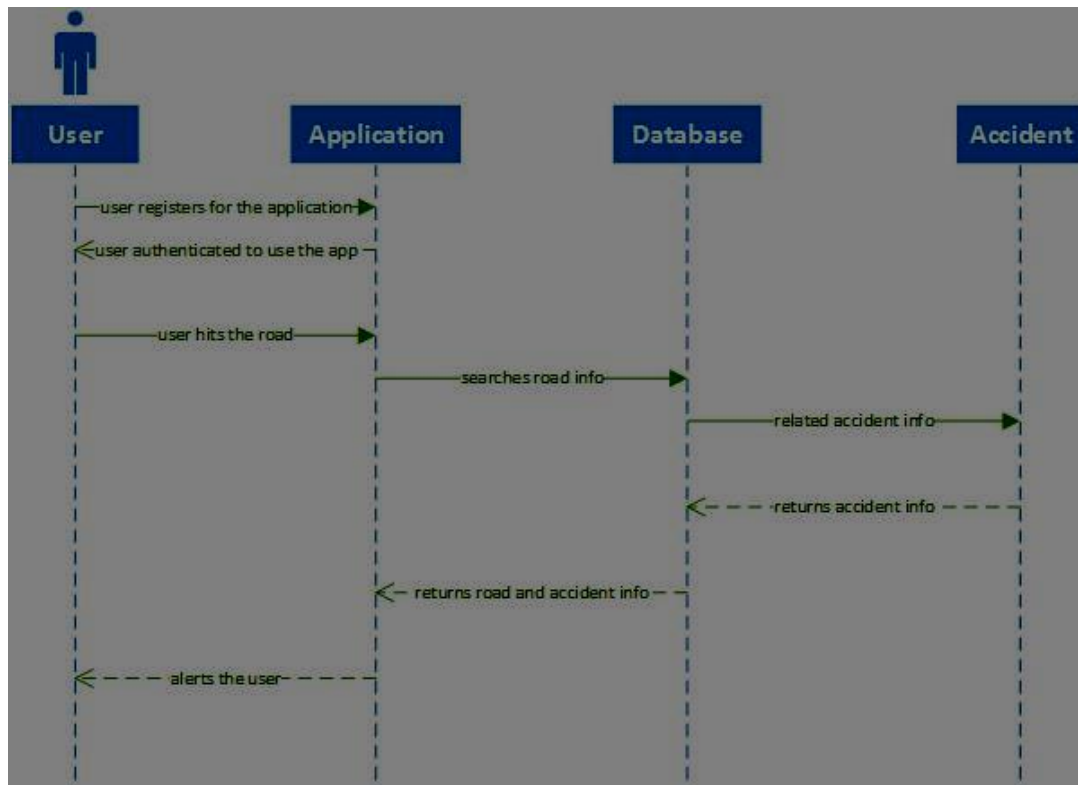 User
Application
Database
Accident
user registers for the application
user authenticated to use the app
user hits the road
searches road info
related accident info
returns accident info
returns road and accident info
alerts the user